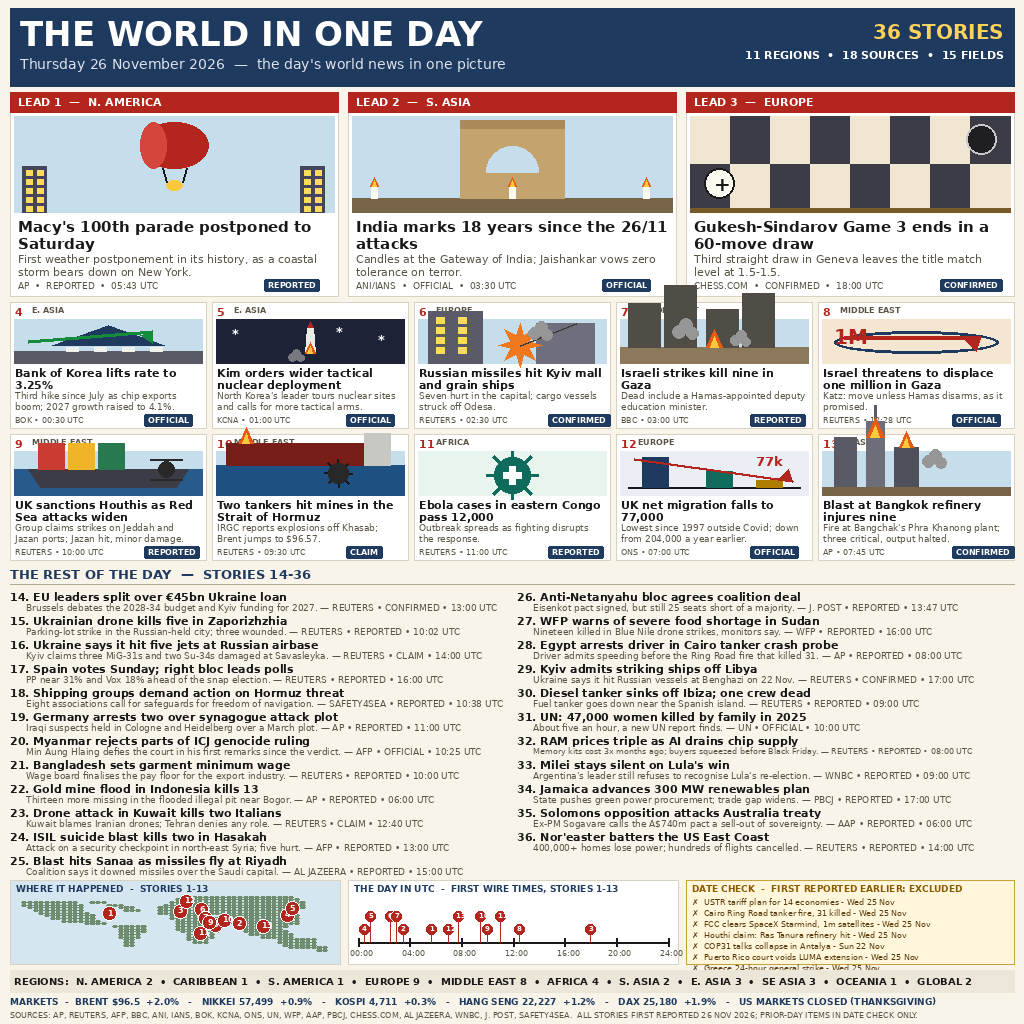 THE WORLD IN ONE DAY
Thursday 26 November 2026 — the day's world news in one picture
36 STORIES
11 REGIONS • 18 SOURCES • 15 FIELDS
LEAD 1 — N. AMERICA
Macy's 100th parade postponed to
Saturday
First weather postponement in its history, as a coastal
storm bears down on New York.
AP • REPORTED • 05:43 UTC
REPORTED
LEAD 2 — S. ASIA
India marks 18 years since the 26/11
attacks
Candles at the Gateway of India; Jaishankar vows zero
tolerance on terror.
ANI/IANS • OFFICIAL • 03:30 UTC
OFFICIAL
LEAD 3 — EUROPE
Gukesh-Sindarov Game 3 ends in a
60-move draw
Third straight draw in Geneva leaves the title match
level at 1.5-1.5.
CHESS.COM • CONFIRMED • 18:00 UTC
CONFIRMED
4 E. ASIA
Bank of Korea lifts rate to
3.25%
Third hike since July as chip exports
boom; 2027 growth raised to 4.1%.
BOK • 00:30 UTC
OFFICIAL
5 E. ASIA
Kim orders wider tactical
nuclear deployment
North Korea's leader tours nuclear sites
and calls for more tactical arms.
KCNA • 01:00 UTC
OFFICIAL
6 EUROPE
Russian missiles hit Kyiv mall
and grain ships
Seven hurt in the capital; cargo vessels
struck off Odesa.
REUTERS • 02:30 UTC
CONFIRMED
7
Israeli strikes kill nine in
Gaza
Dead include a Hamas-appointed deputy
education minister.
BBC • 03:00 UTC
REPORTED
8 MIDDLE EAST
1M
Israel threatens to displace
one million in Gaza
Katz: move unless Hamas disarms, as it
promised.
REUTERS • 12:28 UTC
OFFICIAL
9 MIDDLE EAST
UK sanctions Houthis as Red
Sea attacks widen
Group claims strikes on Jeddah and
Jazan ports; Jazan hit, minor damage.
REUTERS • 10:00 UTC
REPORTED
10 MIDDLE EAST
Two tankers hit mines in the
Strait of Hormuz
IRGC reports explosions off Khasab;
Brent jumps to $96.57.
REUTERS • 09:30 UTC
CLAIM
11 AFRICA
Ebola cases in eastern Congo
pass 12,000
Outbreak spreads as fighting disrupts
the response.
REUTERS • 11:00 UTC
REPORTED
12 EUROPE
77k
UK net migration falls to
77,000
Lowest since 1997 outside Covid; down
from 204,000 a year earlier.
ONS • 07:00 UTC
OFFICIAL
13 ASIA
Blast at Bangkok refinery
injures nine
Fire at Bangchak's Phra Khanong plant;
three critical, output halted.
AP • 07:45 UTC
CONFIRMED
THE REST OF THE DAY — STORIES 14-36
14. EU leaders split over €45bn Ukraine loan
Brussels debates the 2028-34 budget and Kyiv funding for 2027. — REUTERS • CONFIRMED • 13:00 UTC
15. Ukrainian drone kills five in Zaporizhzhia
Parking-lot strike in the Russian-held city; three wounded. — REUTERS • REPORTED • 10:02 UTC
16. Ukraine says it hit five jets at Russian airbase
Kyiv claims three MiG-31s and two Su-34s damaged at Savasleyka. — REUTERS • CLAIM • 14:00 UTC
17. Spain votes Sunday; right bloc leads polls
PP near 31% and Vox 18% ahead of the snap election. — REUTERS • REPORTED • 16:00 UTC
18. Shipping groups demand action on Hormuz threat
Eight associations call for safeguards for freedom of navigation. — SAFETY4SEA • REPORTED • 10:38 UTC
19. Germany arrests two over synagogue attack plot
Iraqi suspects held in Cologne and Heidelberg over a March plot. — AP • REPORTED • 11:00 UTC
20. Myanmar rejects parts of ICJ genocide ruling
Min Aung Hlaing defies the court in his first remarks since the verdict. — AFP • OFFICIAL • 10:25 UTC
21. Bangladesh sets garment minimum wage
Wage board finalises the pay floor for the export industry. — REUTERS • REPORTED • 10:00 UTC
22. Gold mine flood in Indonesia kills 13
Thirteen more missing in the flooded illegal pit near Bogor. — AP • REPORTED • 06:00 UTC
23. Drone attack in Kuwait kills two Italians
Kuwait blames Iranian drones; Tehran denies any role. — REUTERS • CLAIM • 12:40 UTC
24. ISIL suicide blast kills two in Hasakah
Attack on a security checkpoint in north-east Syria; five hurt. — AFP • REPORTED • 13:00 UTC
25. Blast hits Sanaa as missiles fly at Riyadh
Coalition says it downed missiles over the Saudi capital. — AL JAZEERA • REPORTED • 15:00 UTC
26. Anti-Netanyahu bloc agrees coalition deal
Eisenkot pact signed, but still 25 seats short of a majority. — J. POST • REPORTED • 13:47 UTC
27. WFP warns of severe food shortage in Sudan
Nineteen killed in Blue Nile drone strikes, monitors say. — WFP • REPORTED • 16:00 UTC
28. Egypt arrests driver in Cairo tanker crash probe
Driver admits speeding before the Ring Road fire that killed 31. — AP • REPORTED • 08:00 UTC
29. Kyiv admits striking ships off Libya
Ukraine says it hit Russian vessels at Benghazi on 22 Nov. — REUTERS • CONFIRMED • 17:00 UTC
30. Diesel tanker sinks off Ibiza; one crew dead
Fuel tanker goes down near the Spanish island. — REUTERS • REPORTED • 09:00 UTC
31. UN: 47,000 women killed by family in 2025
About five an hour, a new UN report finds. — UN • OFFICIAL • 10:00 UTC
32. RAM prices triple as AI drains chip supply
Memory kits cost 3x months ago; buyers squeezed before Black Friday. — REUTERS • REPORTED • 08:00 UTC
33. Milei stays silent on Lula's win
Argentina's leader still refuses to recognise Lula's re-election. — WNBC • REPORTED • 09:00 UTC
34. Jamaica advances 300 MW renewables plan
State pushes green power procurement; trade gap widens. — PBCJ • REPORTED • 17:00 UTC
35. Solomons opposition attacks Australia treaty
Ex-PM Sogavare calls the A$740m pact a sell-out of sovereignty. — AAP • REPORTED • 06:00 UTC
36. Nor'easter batters the US East Coast
400,000+ homes lose power; hundreds of flights cancelled. — REUTERS • REPORTED • 14:00 UTC
WHERE IT HAPPENED - STORIES 1-13
1
3
9
2
THE DAY IN UTC - FIRST WIRE TIMES, STORIES 1-13
5 7
4 2 1 9 8 3
00:00 04:00 08:00 12:00 16:00 20:00 24:00
DATE CHECK - FIRST REPORTED EARLIER: EXCLUDED
✗ USTR tariff plan for 14 economies - Wed 25 Nov
✗ Cairo Ring Road tanker fire, 31 killed - Wed 25 Nov
✗ FCC clears SpaceX Starmind, 1m satellites - Wed 25 Nov
✗ Houthi claim: Ras Tanura refinery hit - Wed 25 Nov
✗ COP31 talks collapse in Antalya - Sun 22 Nov
✗ Puerto Rico court voids LUMA extension - Wed 25 Nov
✗ Greece 24-hour general strike - Wed 25 Nov
REGIONS: N. AMERICA 2 • CARIBBEAN 1 • S. AMERICA 1 • EUROPE 9 • MIDDLE EAST 8 • AFRICA 4 • S. ASIA 2 • E. ASIA 3 • SE ASIA 3 • OCEANIA 1 • GLOBAL 2
MARKETS - BRENT $96.5 +2.0% - NIKKEI 57,499 +0.9% - KOSPI 4,711 +0.3% - HANG SENG 22,227 +1.2% - DAX 25,180 +1.9% - US MARKETS CLOSED (THANKSGIVING)
SOURCES: AP, REUTERS, AFP, BBC, ANI, IANS, BOK, KCNA, ONS, UN, WFP, AAP, PBCJ, CHESS.COM, AL JAZEERA, WNBC, J. POST, SAFETY4SEA. ALL STORIES FIRST REPORTED 26 NOV 2026; PRIOR-DAY ITEMS IN DATE CHECK ONLY.